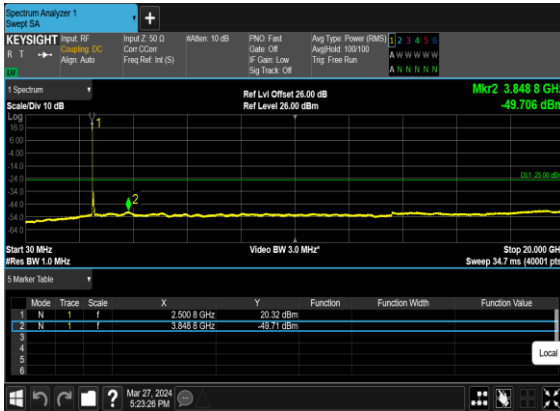 Spectrum Analyzer 1
Swept SA
+
KEYSIGHT Input: RF Input Z: 50 Ω #Atten: 10 dB PNO: Fast Avg Type: Power (RMS) 1 2 3 4 5 6
R T Coupling: DC Corr CCorr Gate: Off Avg|Hold: 100/100 A W W W W W
Align: Auto Freq Ref: Int (S) IF Gain: Low Trig: Free Run
Sig Track: Off A N N N N N
1 Spectrum
Ref Lvl Offset 26.00 dB Mkr2 3.848 8 GHz
Scale/Div 10 dB Ref Level 26.00 dBm -49.706 dBm
Log
16.0
1
6.00
-4.00
-14.0
DL1 -25.00 dBm
-24.0
-34.0
2
-44.0
-54.0
-64.0
Start 30 MHz Video BW 3.0 MHz* Stop 20.000 GHz
#Res BW 1.0 MHz Sweep 34.7 ms (40001 pts)
5 Marker Table
Mode Trace Scale X Y Function Function Width Function Value
1 N 1 f 2.500 8 GHz 20.32 dBm
2 N 1 f 3.848 8 GHz -49.71 dBm
3
4
5
6
Local
? Mar 27, 2024
5:23:26 PM